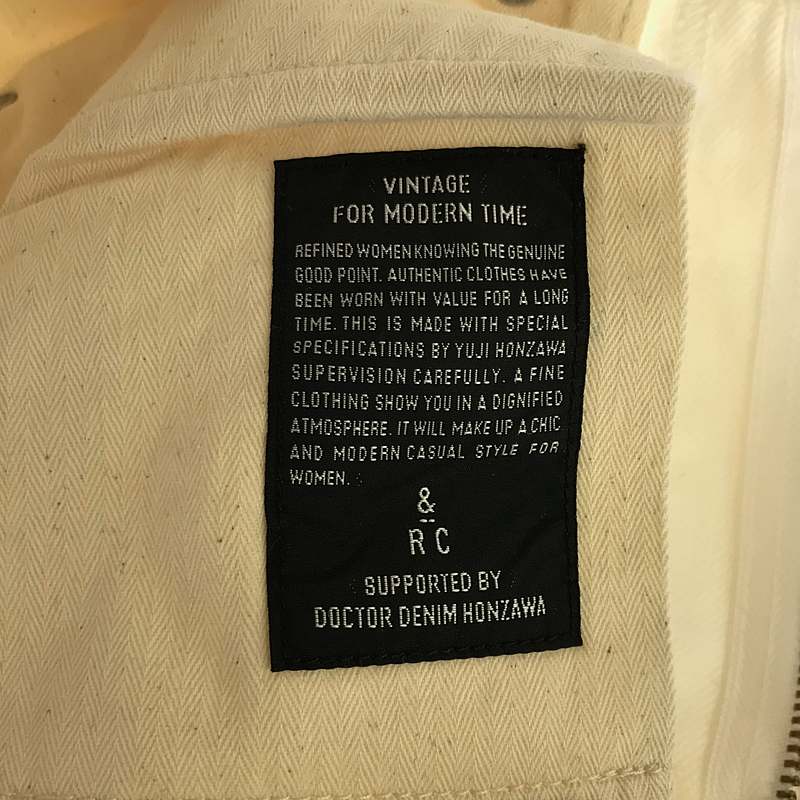 VINTAGE
FOR MODERN TIME
REFINED WOMEN KNOWING THE GENUINE
GOOD POINT. AUTHENTIC CLOTHES HAVE
BEEN WORN WITH VALUE FOR A LONG
TIME. THIS IS MADE WITH SPECIAL
SPECIFICATIONS BY YUJI HONZAWA
SUPERVISION CAREFULLY. A FINE
CLOTHING SHOW YOU IN A DIGNIFIED
ATMOSPHERE. IT WILL MAKE UP A CHIC
AND MODERN CASUAL STYLE FOR
WOMEN.
&
RC
SUPPORTED BY
DOCTOR DENIM HONZAWA